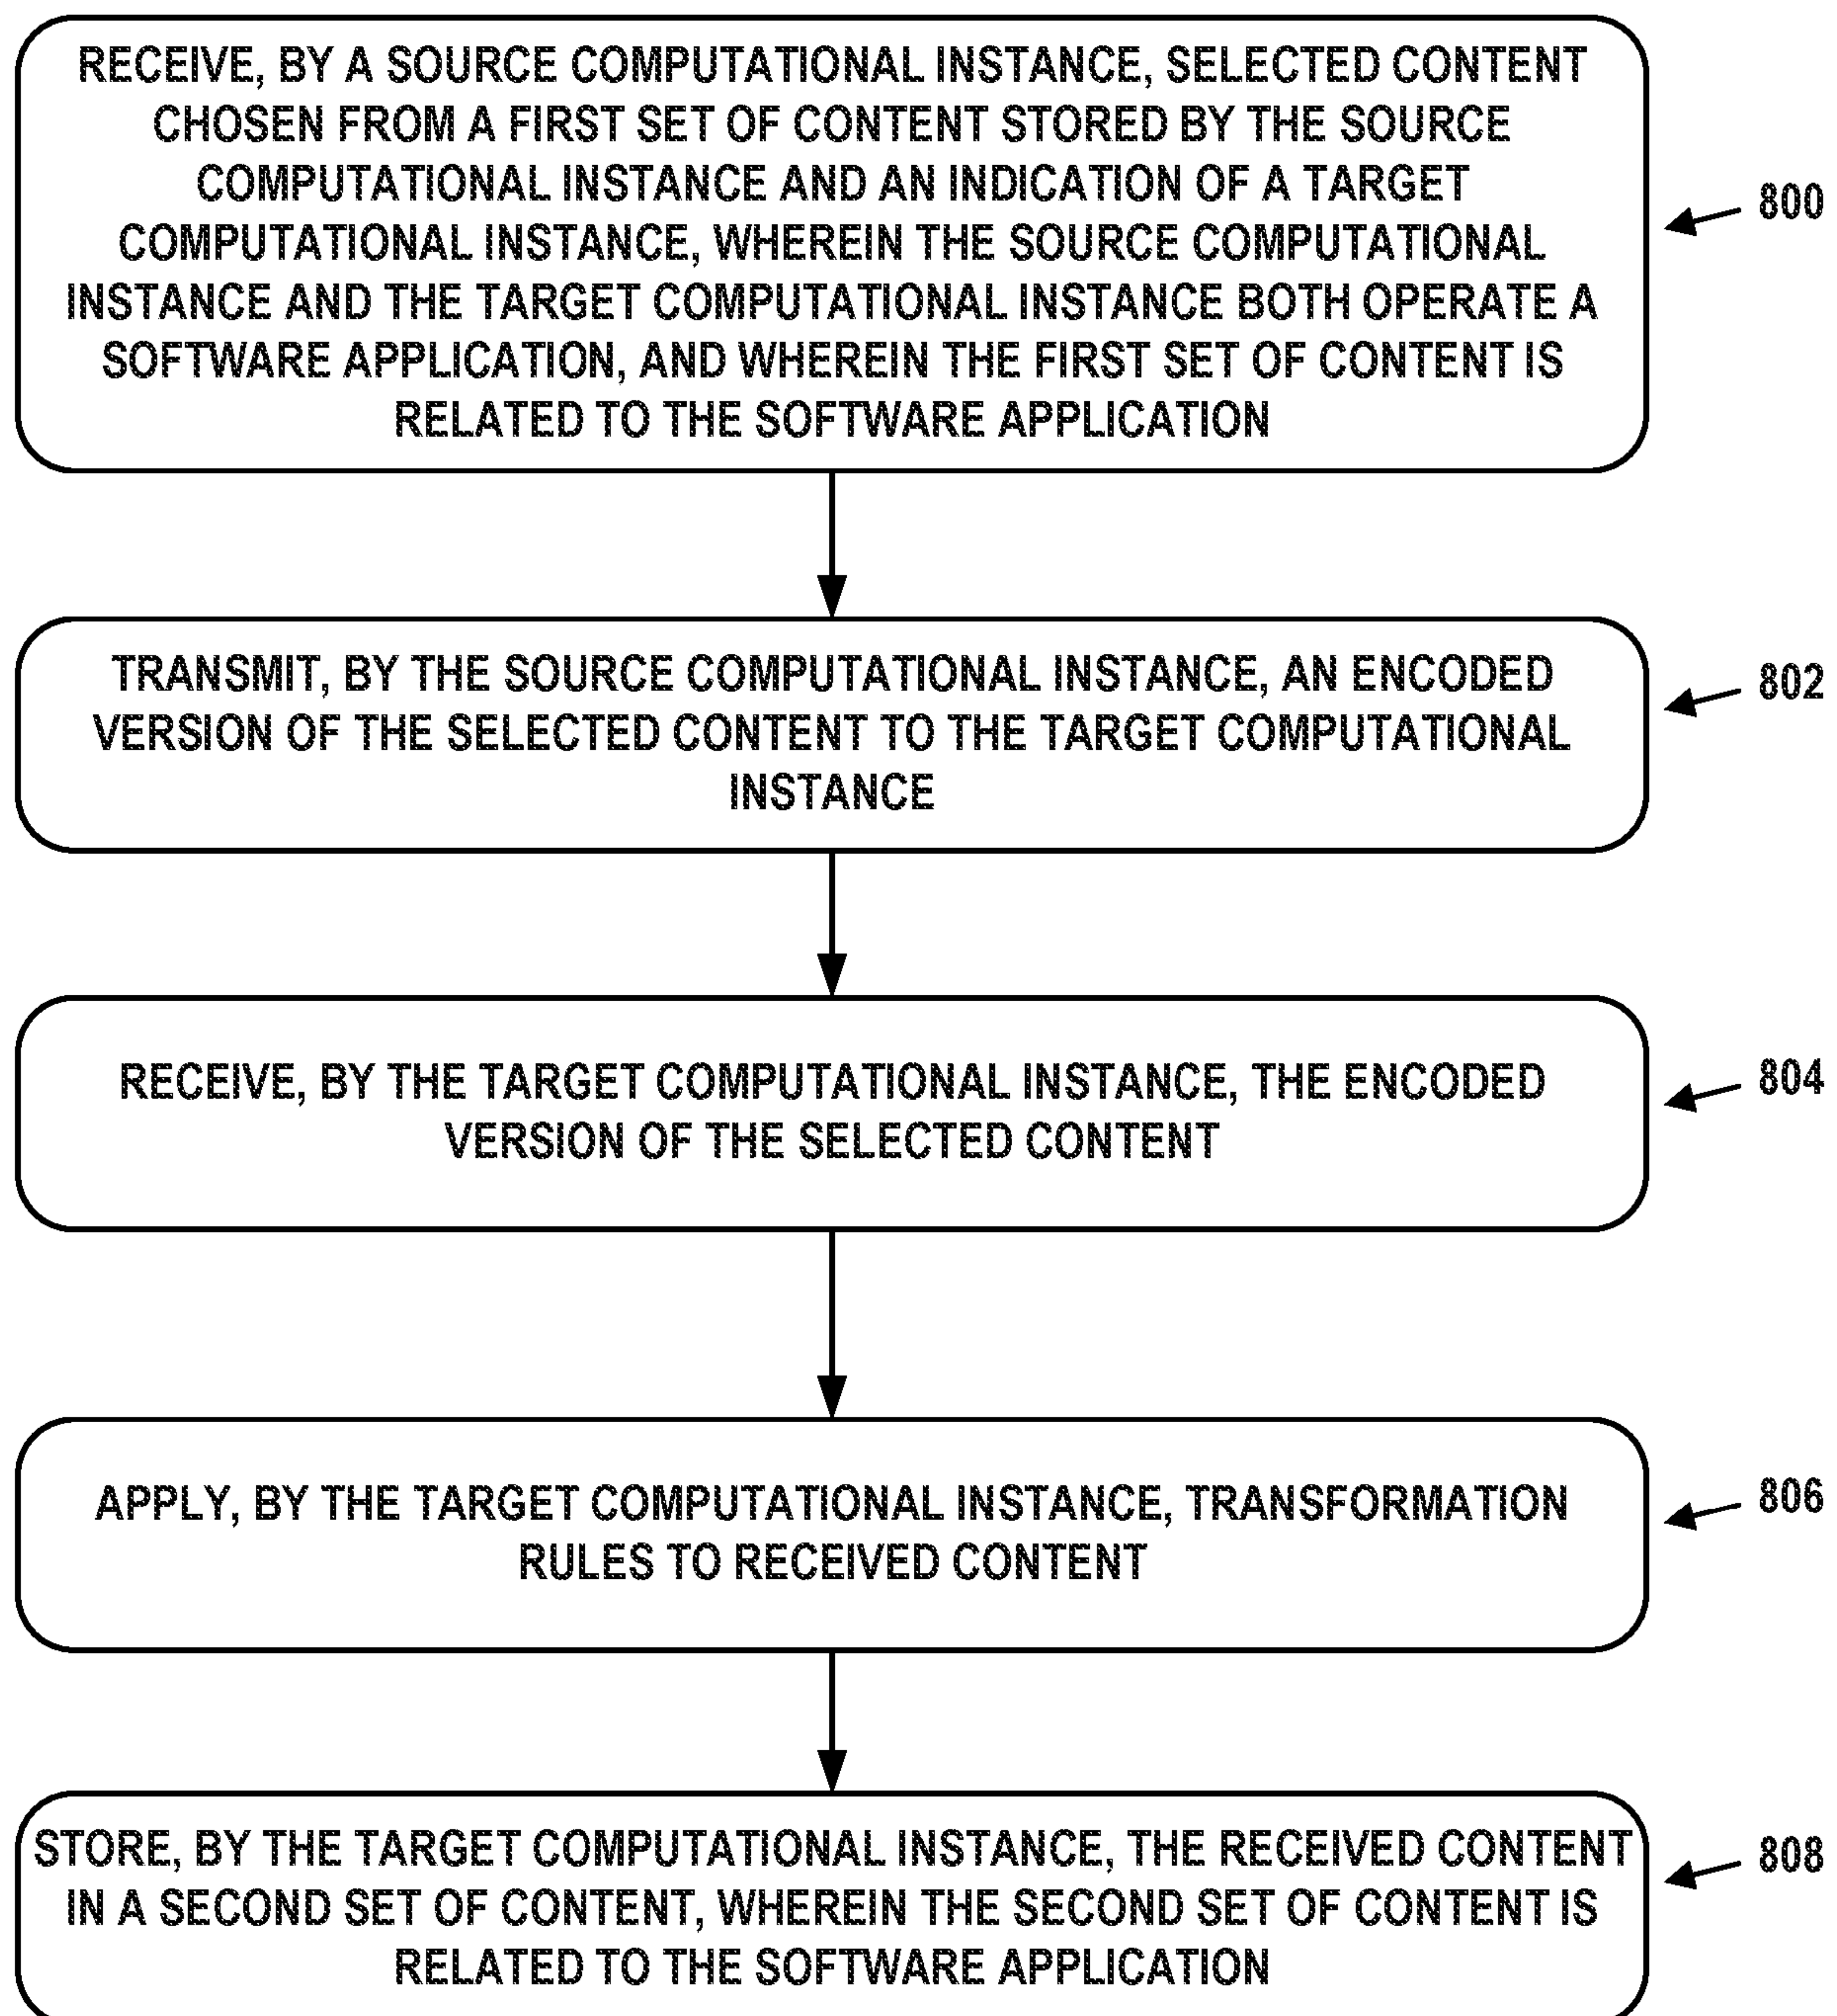 RECEIVE, BY A SOURCE COMPUTATIONAL INSTANCE, SELECTED CONTENT
CHOSEN FROM A FIRST SET OF CONTENT STORED BY THE SOURCE
COMPUTATIONAL INSTANCE AND AN INDICATION OF A TARGET
COMPUTATIONAL INSTANCE, WHEREIN THE SOURCE COMPUTATIONAL
INSTANCE AND THE TARGET COMPUTATIONAL INSTANCE BOTH OPERATE A
SOFTWARE APPLICATION, AND WHEREIN THE FIRST SET OF CONTENT IS
RELATED TO THE SOFTWARE APPLICATION
800
TRANSMIT, BY THE SOURCE COMPUTATIONAL INSTANCE, AN ENCODED
VERSION OF THE SELECTED CONTENT TO THE TARGET COMPUTATIONAL
INSTANCE
802
RECEIVE, BY THE TARGET COMPUTATIONAL INSTANCE, THE ENCODED
VERSION OF THE SELECTED CONTENT
804
APPLY, BY THE TARGET COMPUTATIONAL INSTANCE, TRANSFORMATION
RULES TO RECEIVED CONTENT
806
STORE, BY THE TARGET COMPUTATIONAL INSTANCE, THE RECEIVED CONTENT
IN A SECOND SET OF CONTENT, WHEREIN THE SECOND SET OF CONTENT IS
RELATED TO THE SOFTWARE APPLICATION
808